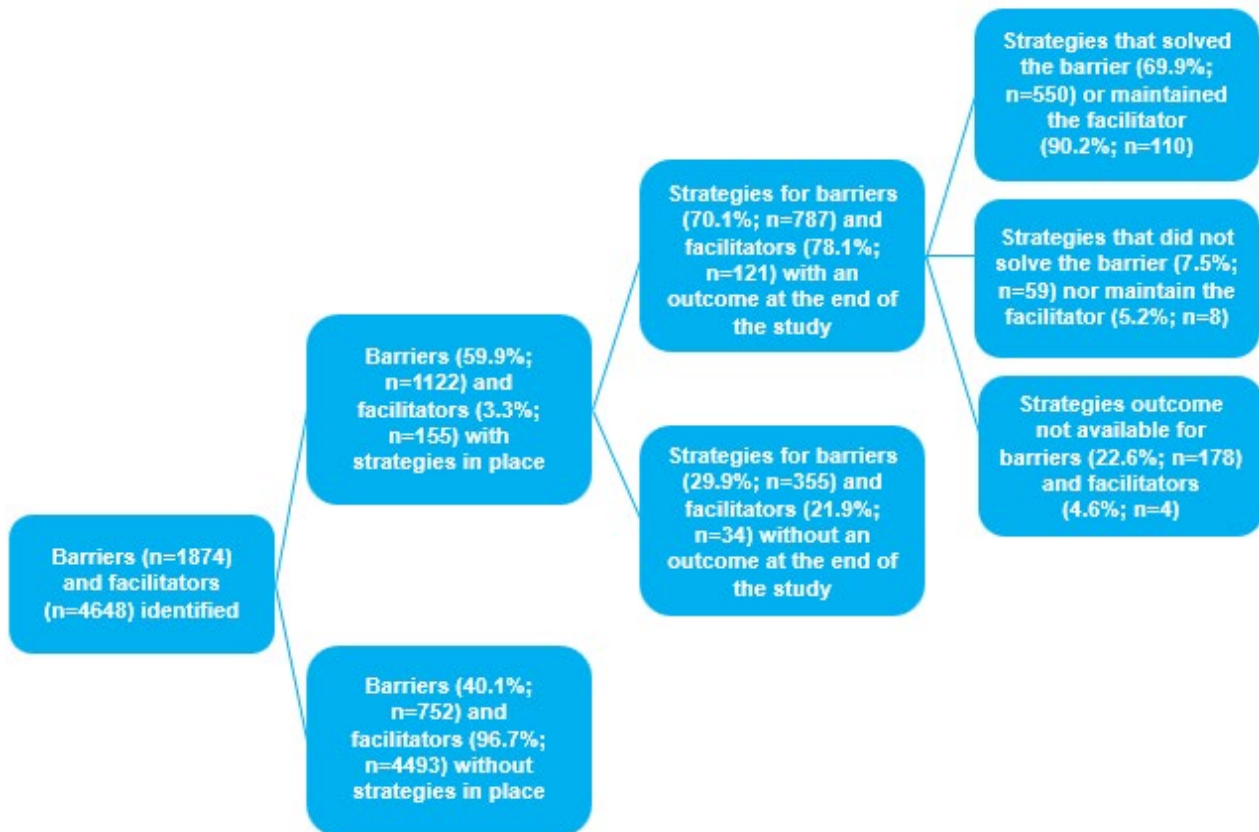 Barriers (n=1874)
and facilitators
(n=4648) identified
Barriers (59.9%;
n=1122) and
facilitators (3.3%;
n=155) with
strategies in place
Barriers (40.1%;
n=752) and
facilitators (96.7%;
n=4493) without
strategies in place
Strategies for barriers
(70.1%; n=787) and
facilitators (78.1%;
n=121) with an
outcome at the end of
the study
Strategies for barriers
(29.9%; n=355) and
facilitators (21.9%;
n=34) without an
outcome at the end of
the study
Strategies that solved
the barrier (69.9%;
n=550) or maintained
the facilitator
(90.2%; n=110)
Strategies that did not
solve the barrier (7.5%;
n=59) nor maintain the
facilitator (5.2%; n=8)
Strategies outcome
not available for
barriers (22.6%; n=178)
and facilitators
(4.6%; n=4)